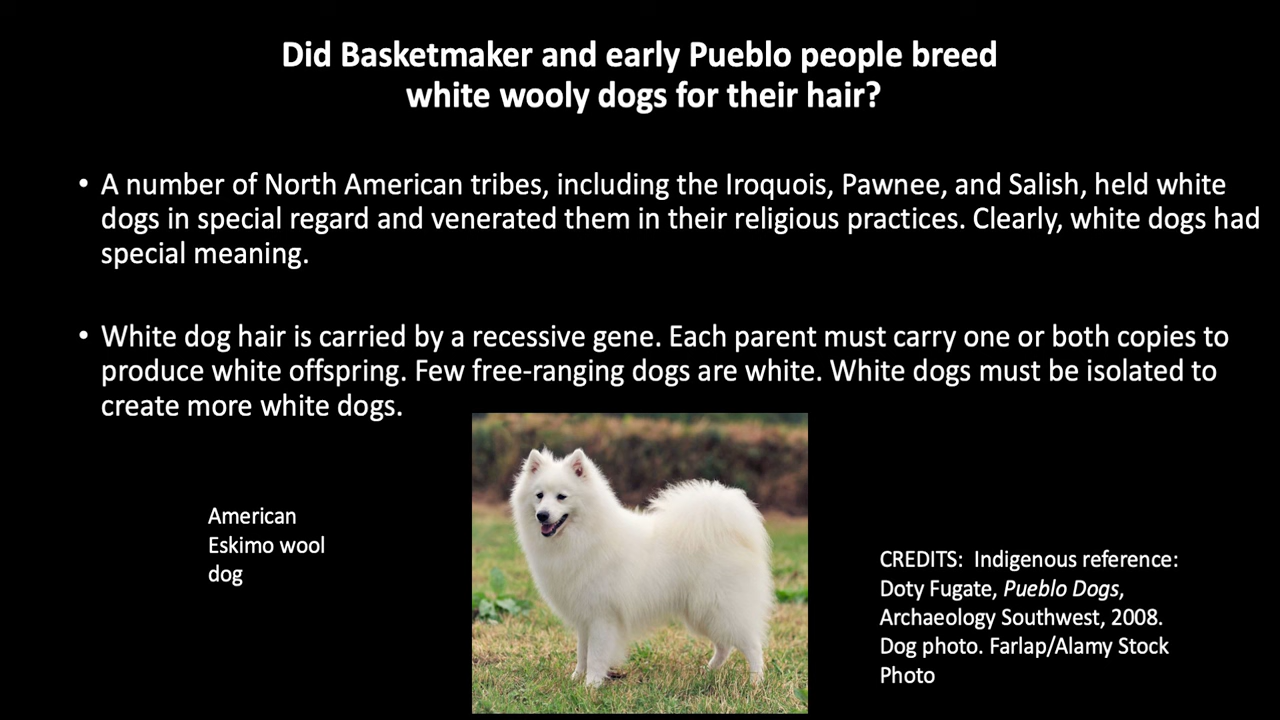 Did Basketmaker and early Pueblo people breed
white wooly dogs for their hair?
• A number of North American tribes, including the Iroquois, Pawnee, and Salish, held white
dogs in special regard and venerated them in their religious practices. Clearly, white dogs had
special meaning.
• White dog hair is carried by a recessive gene. Each parent must carry one or both copies to
produce white offspring. Few free-ranging dogs are white. White dogs must be isolated to
create more white dogs.
American
Eskimo wool
dog
CREDITS: Indigenous reference:
Doty Fugate, Pueblo Dogs,
Archaeology Southwest, 2008.
Dog photo. Farlap/Alamy Stock
Photo